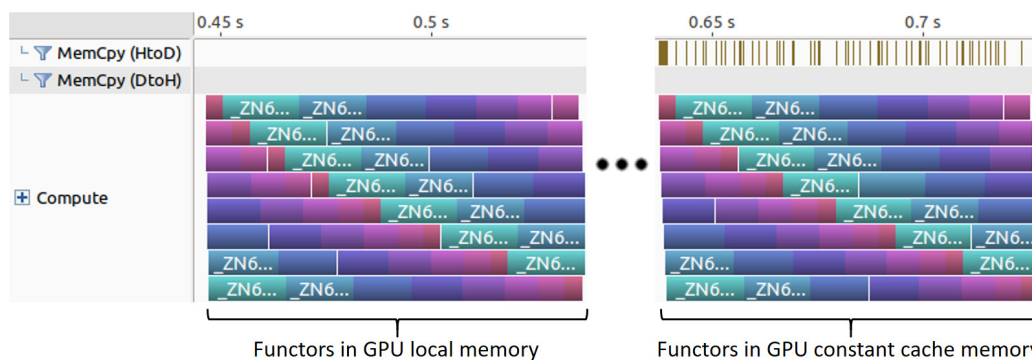 0.45 s 0.5 s 0.65 s 0.7 s
MemCpy (HtoD)
MemCpy (DtoH)
_ZN6... _ZN6... _ZN6... _ZN6...
_ZN6... _ZN6... _ZN6... _ZN6...
_ZN6... _ZN6... _ZN6... _ZN6...
Compute _ZN6... _ZN6... _ZN6...
_ZN6... _ZN6... _ZN6... _ZN6...
_ZN6... _ZN6... _ZN6... _ZN6...
_ZN6... _ZN6... _ZN6... _ZN6...
_ZN6... _ZN6... _ZN6... _ZN6...
Functors in GPU local memory Functors in GPU constant cache memory